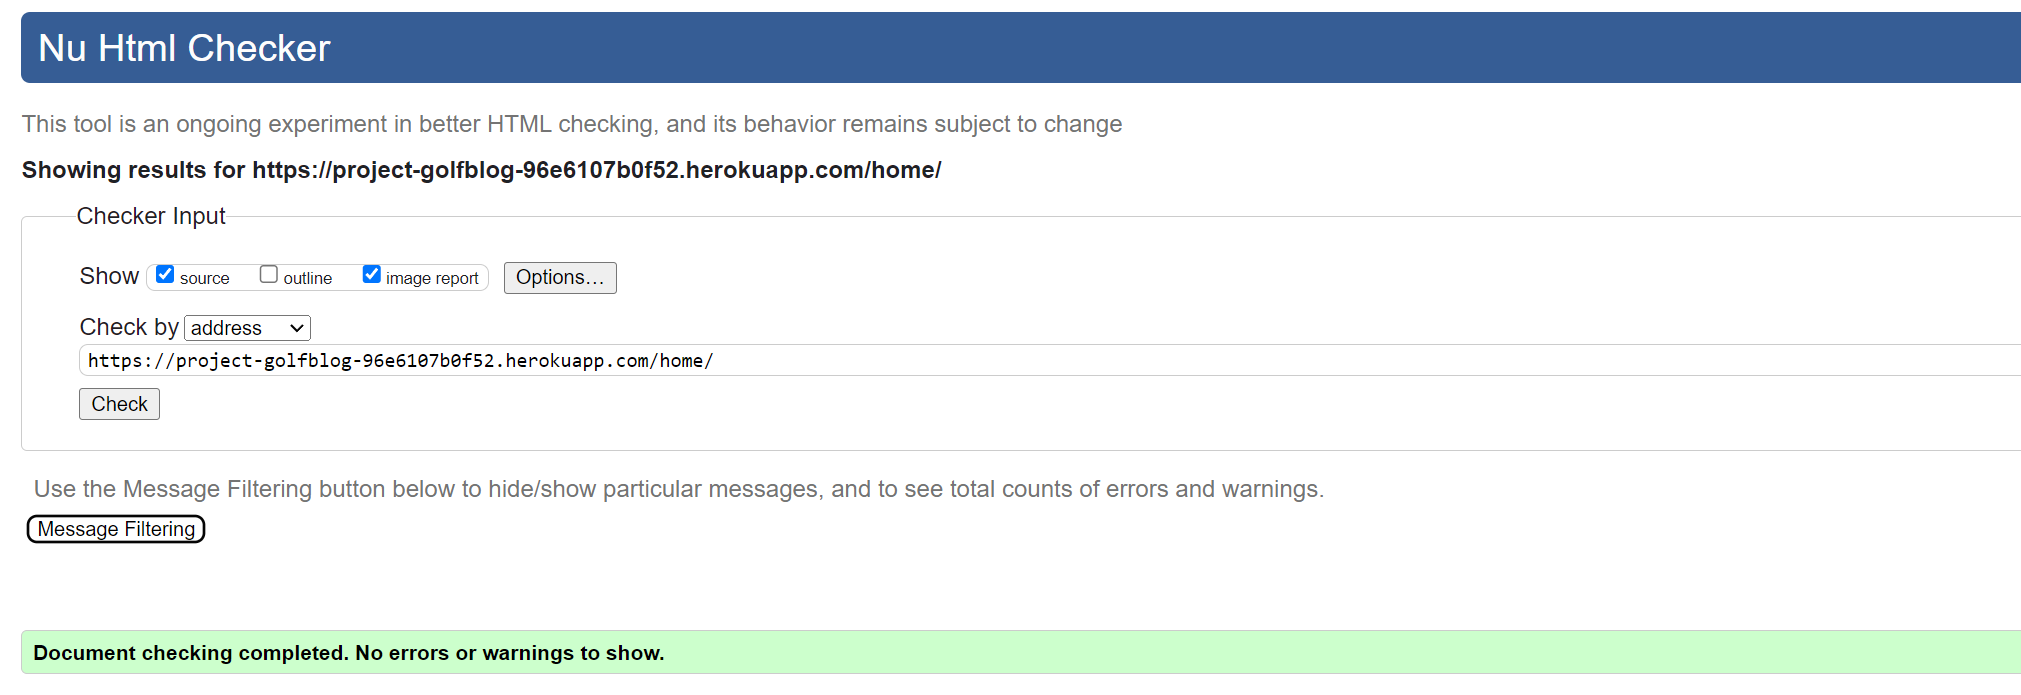 Nu Html Checker
This tool is an ongoing experiment in better HTML checking, and its behavior remains subject to change
Showing results for https://project-golfblog-96e6107b0f52.herokuapp.com/home/
Checker Input
Show source outline image report Options...
Check by address
https://project-golfblog-96e6107b0f52.herokuapp.com/home/
Check
Use the Message Filtering button below to hide/show particular messages, and to see total counts of errors and warnings.
Message Filtering
Document checking completed. No errors or warnings to show.